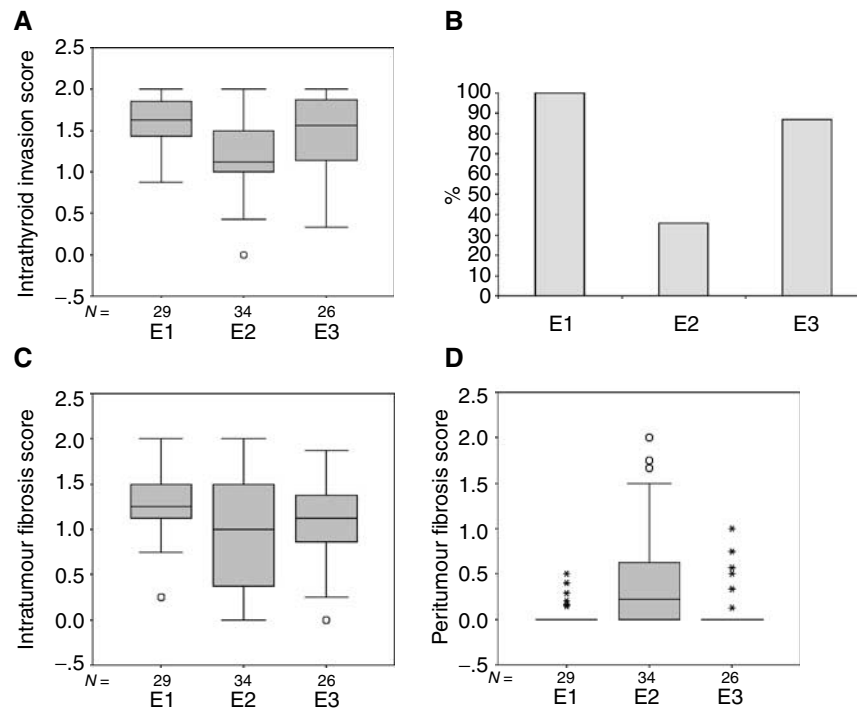 A
Intrathyroid invasion score
2.5
2.0
1.5
1.0
0.5
0.0
–.5
N = 29 34 26
E1 E2 E3
B
%
100
90
80
70
60
50
40
30
20
10
0
E1 E2 E3
C
Intratumour fibrosis score
2.5
2.0
1.5
1.0
0.5
0.0
–.5
N = 29 34 26
E1 E2 E3
D
Peritumour fibrosis score
2.5
2.0
1.5
1.0
0.5
0.0
–.5
N = 29 34 26
E1 E2 E3